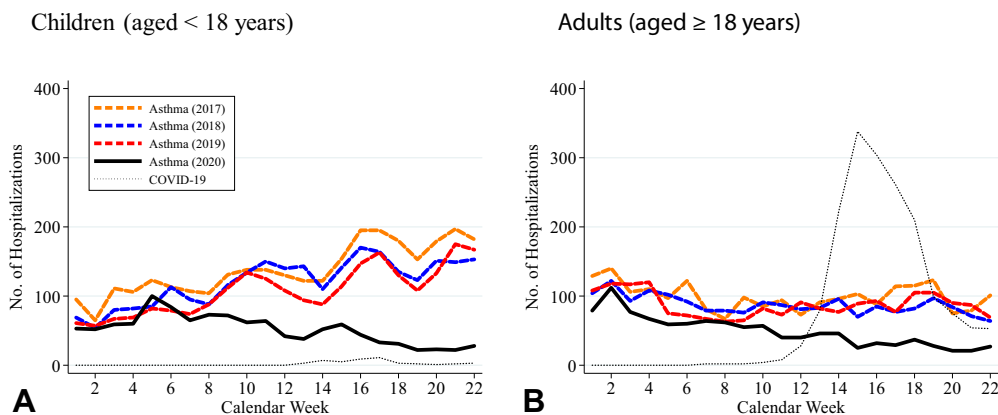 Children (aged < 18 years)
Adults (aged ≥ 18 years)
No. of Hospitalizations
400
300
200
100
0
Asthma (2017)
Asthma (2018)
Asthma (2019)
Asthma (2020)
COVID-19
2 4 6 8 10 12 14 16 18 20 22
Calendar Week
A
No. of Hospitalizations
400
300
200
100
0
2 4 6 8 10 12 14 16 18 20 22
Calendar Week
B